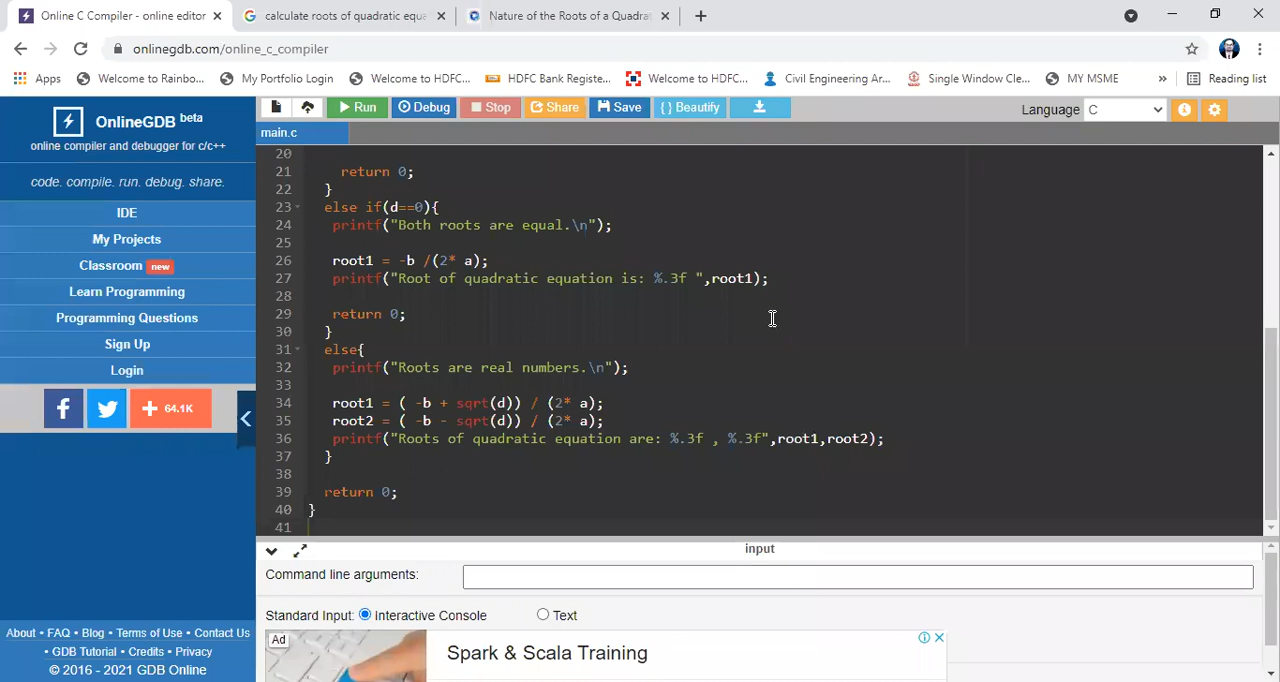 Online C Compiler - online editor
calculate roots of quadratic equa
Nature of the Roots of a Quadrat
onlinegdb.com/online_c_compiler
Apps
Welcome to Rainbo...
My Portfolio Login
Welcome to HDFC...
HDFC Bank Registe...
Welcome to HDFC...
Civil Engineering Ar...
Single Window Cle...
MY MSME
»
Reading list
OnlineGDB beta
online compiler and debugger for c/c++
code. compile. run. debug. share.
IDE
My Projects
Classroom new
Learn Programming
Programming Questions
Sign Up
Login
64.1K
About • FAQ • Blog • Terms of Use • Contact Us
• GDB Tutorial • Credits • Privacy
© 2016 - 2021 GDB Online
Run
Debug
Stop
Share
Save
{ } Beautify
Language C
main.c
20
21 return 0;
22 }
23 else if(d==0){
24 printf("Both roots are equal.\n");
25
26 root1 = -b /(2* a);
27 printf("Root of quadratic equation is: %.3f ",root1);
28
29 return 0;
30 }
31 else{
32 printf("Roots are real numbers.\n");
33
34 root1 = ( -b + sqrt(d)) / (2* a);
35 root2 = ( -b - sqrt(d)) / (2* a);
36 printf("Roots of quadratic equation are: %.3f , %.3f",root1,root2);
37 }
38
39 return 0;
40 }
41
input
Command line arguments:
Standard Input: Interactive Console Text
Ad
Spark & Scala Training